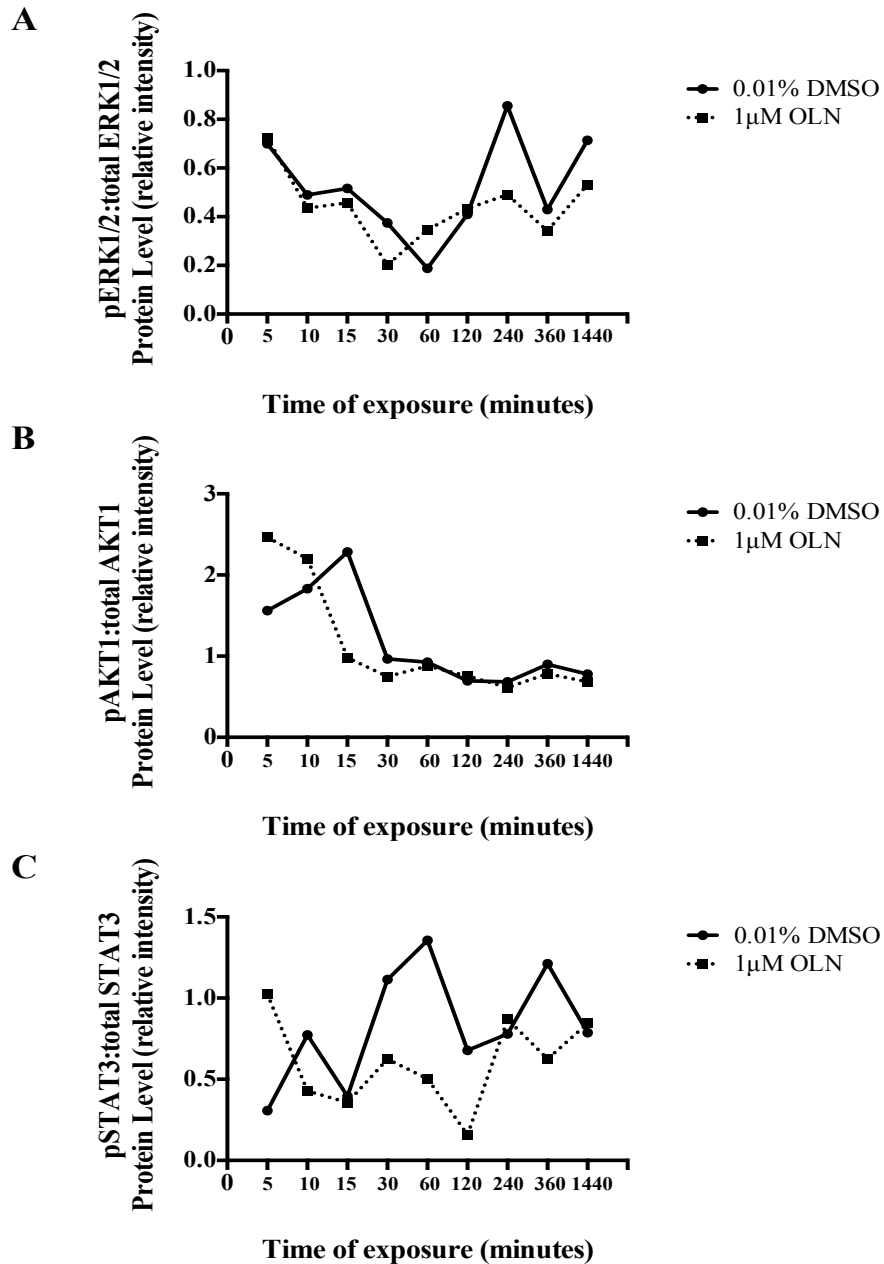 A
pERK1/2:total ERK1/2
Protein Level (relative intensity)
1.0
0.8
0.6
0.4
0.2
0.0
0 5 10 15 30 60 120 240 360 1440
Time of exposure (minutes)
0.01% DMSO
1μM OLN
B
pAKT1:total AKT1
Protein Level (relative intensity)
3
2
1
0
0 5 10 15 30 60 120 240 360 1440
Time of exposure (minutes)
0.01% DMSO
1μM OLN
C
pSTAT3:total STAT3
Protein Level (relative intensity)
1.5
1.0
0.5
0.0
0 5 10 15 30 60 120 240 360 1440
Time of exposure (minutes)
0.01% DMSO
1μM OLN